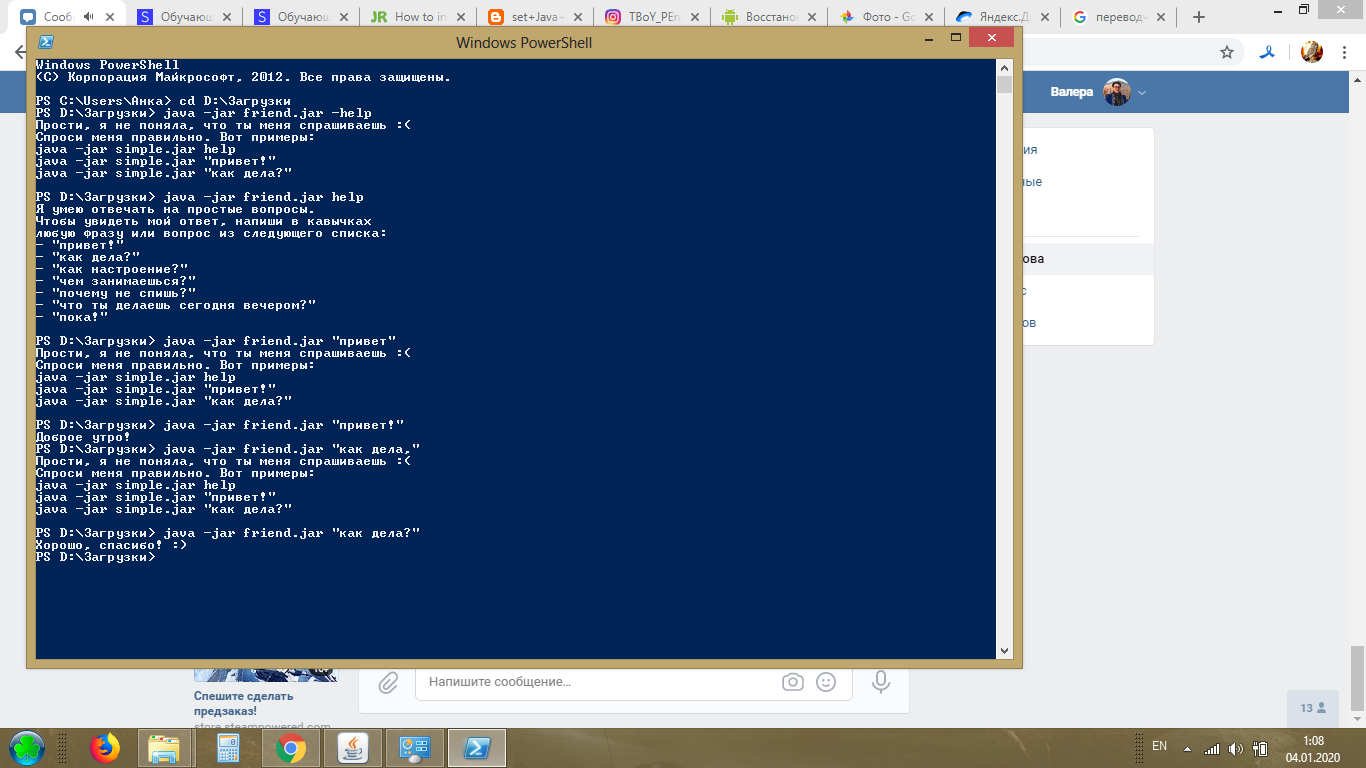 Сообщ
Обучающ
Обучающ
How to in
set+Java+
TBoY_PEn
Восстанов
Фото - Go
Яндекс.Ди
переводч
Windows PowerShell
Windows PowerShell
(C) Корпорация Майкрософт, 2012. Все права защищены.
PS C:\Users\Анка> cd D:\Загрузки
PS D:\Загрузки> java -jar friend.jar -help
Прости, я не поняла, что ты меня спрашиваешь :(
Спроси меня правильно. Вот примеры:
java -jar simple.jar help
java -jar simple.jar "привет!"
java -jar simple.jar "как дела?"
PS D:\Загрузки> java -jar friend.jar help
Я умею отвечать на простые вопросы.
Чтобы увидеть мой ответ, напиши в кавычках
любую фразу или вопрос из следующего списка:
- "привет!"
- "как дела?"
- "как настроение?"
- "чем занимаешься?"
- "почему не спишь?"
- "что ты делаешь сегодня вечером?"
- "пока!"
PS D:\Загрузки> java -jar friend.jar "привет"
Прости, я не поняла, что ты меня спрашиваешь :(
Спроси меня правильно. Вот примеры:
java -jar simple.jar help
java -jar simple.jar "привет!"
java -jar simple.jar "как дела?"
PS D:\Загрузки> java -jar friend.jar "привет!"
Доброе утро!
PS D:\Загрузки> java -jar friend.jar "как дела,"
Прости, я не поняла, что ты меня спрашиваешь :(
Спроси меня правильно. Вот примеры:
java -jar simple.jar help
java -jar simple.jar "привет!"
java -jar simple.jar "как дела?"
PS D:\Загрузки> java -jar friend.jar "как дела?"
Хорошо, спасибо! :)
PS D:\Загрузки>
Валера
ия
ные
ова
с
ов
Спешите сделать
предзаказ!
store.steampowered.com
Напишите сообщение...
13
EN
1:08
04.01.2020